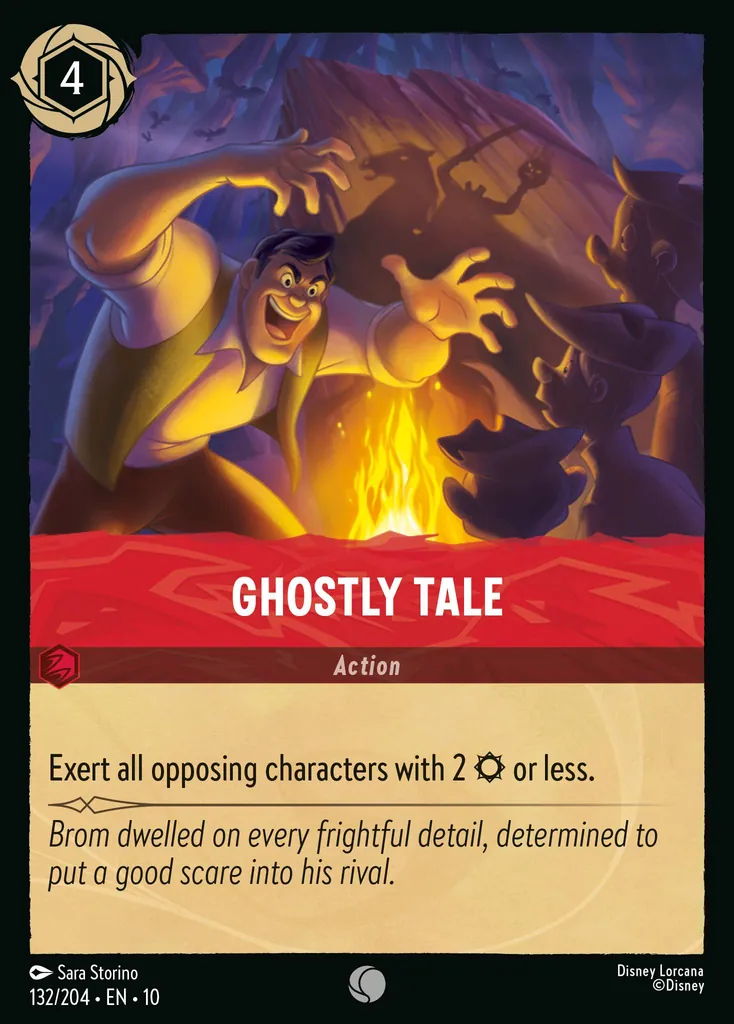 4
GHOSTLY TALE
Action
Exert all opposing characters with 2 or less.
Brom dwelled on every frightful detail, determined to
put a good scare into his rival.
Sara Storino
Disney Lorcana
132/204 • EN • 10
©Disney